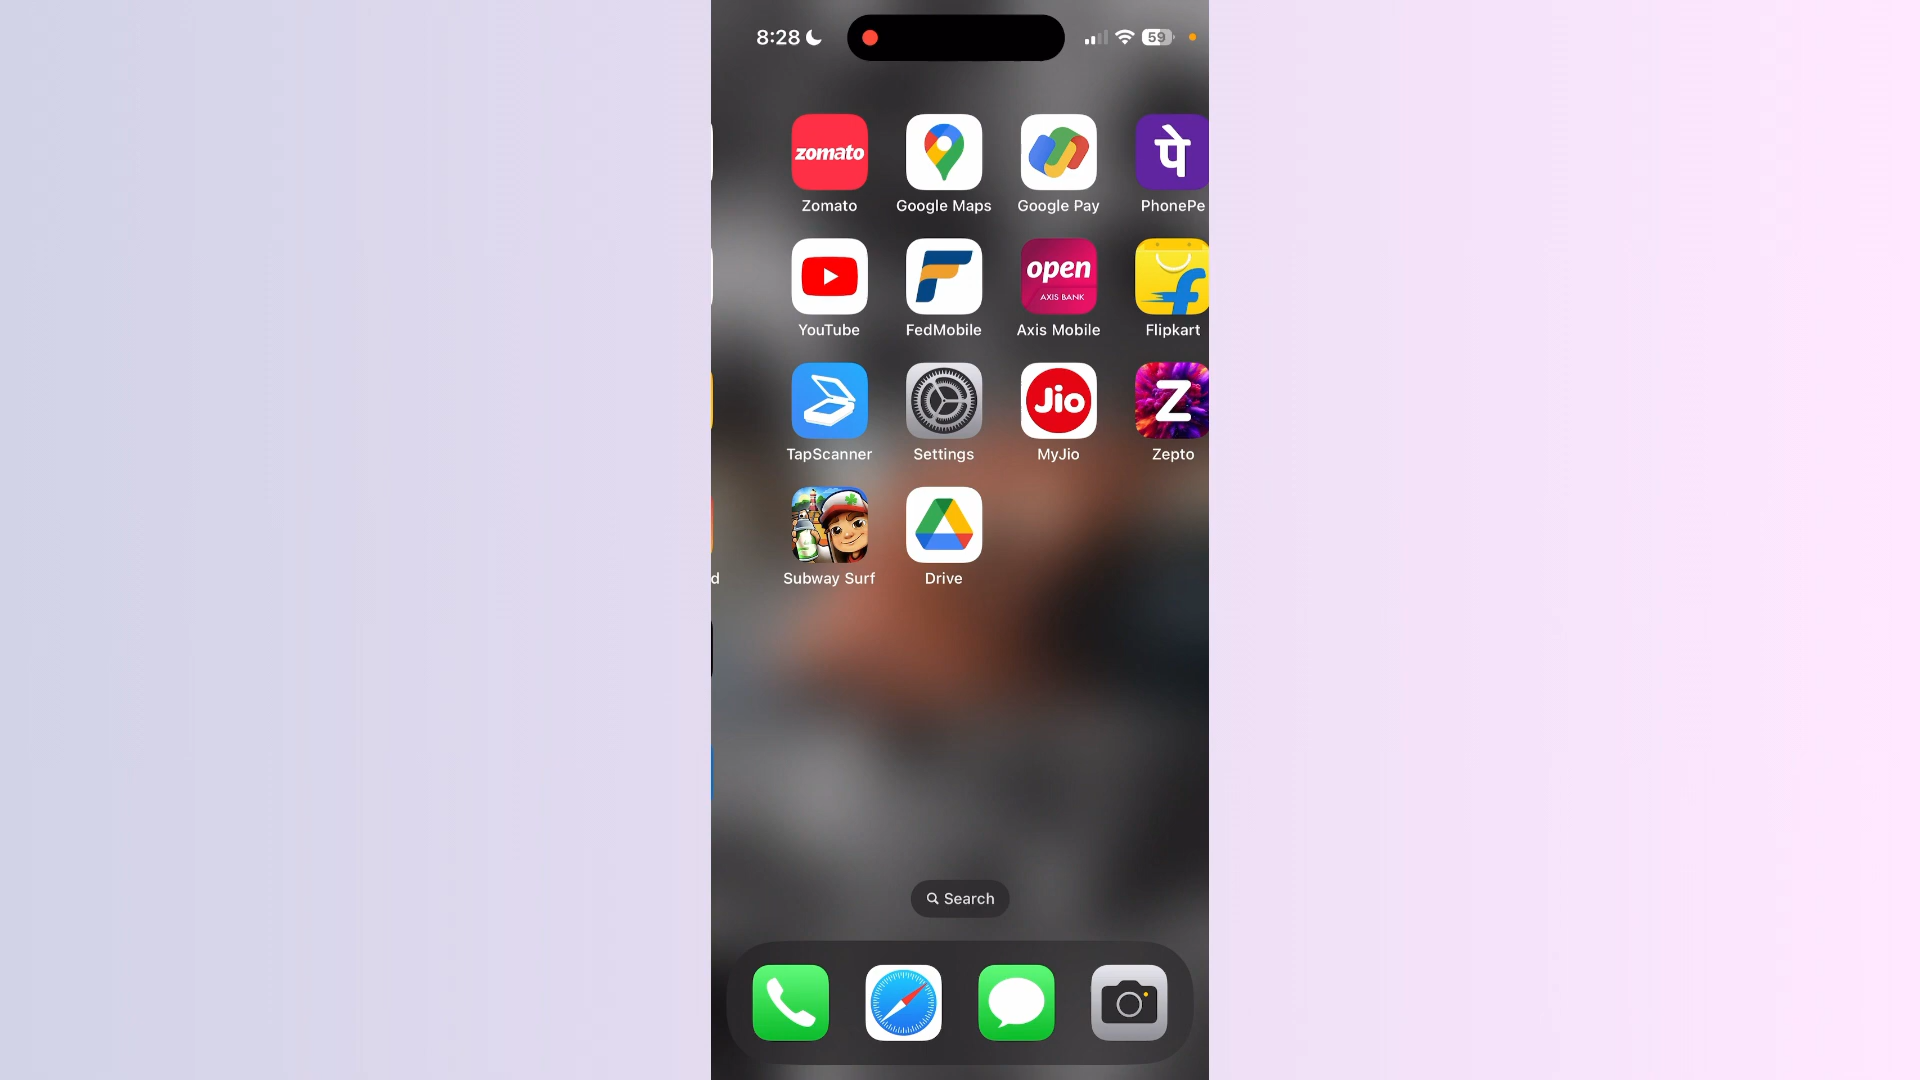 8:28
59
zomato
पे
Zomato
Google Maps
Google Pay
PhonePe
open
AXIS BANK
f
YouTube
FedMobile
Axis Mobile
Flipkart
Jio
Z
TapScanner
Settings
MyJio
Zepto
d
Subway Surf
Drive
Search